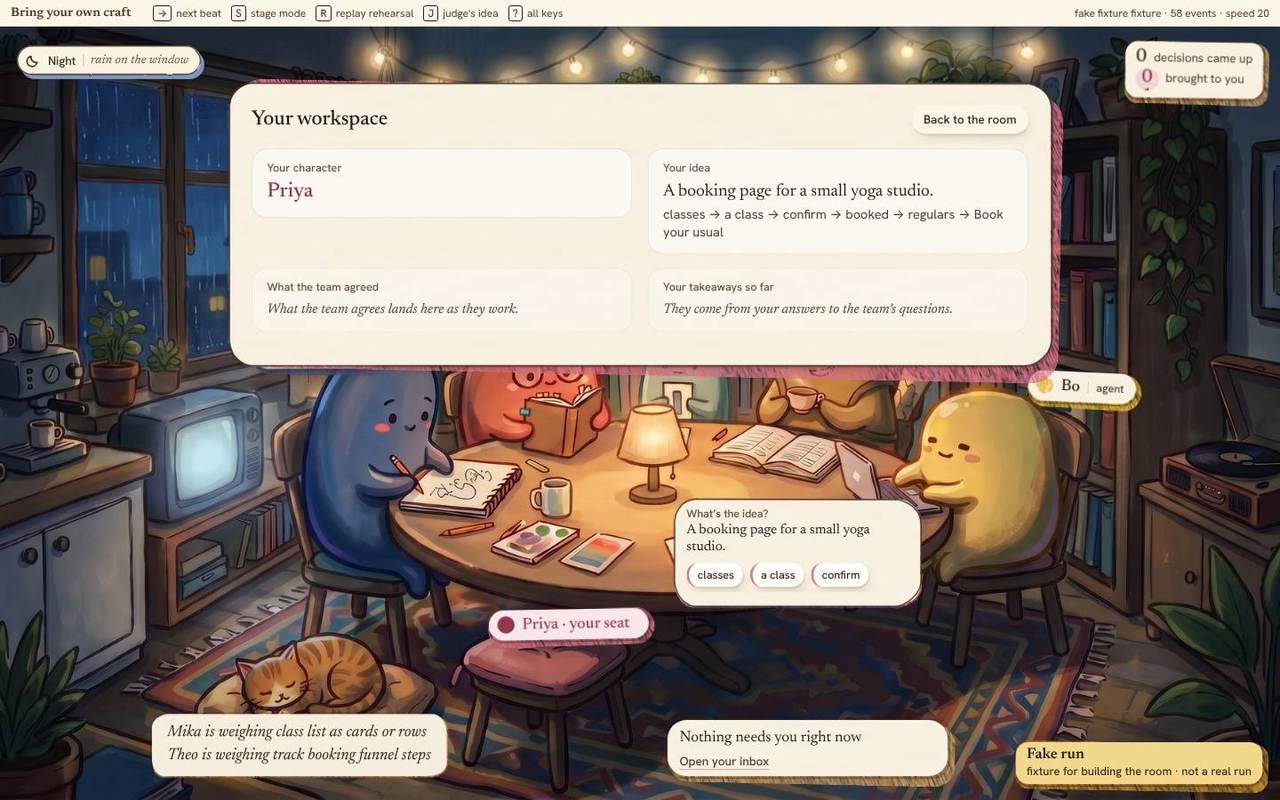 Bring your own craft
→ next beat S stage mode R replay rehearsal J judge's idea ? all keys
fake fixture fixture · 58 events · speed 20
Night rain on the window
0 decisions came up
0 brought to you
Your workspace
Back to the room
Your character
Priya
Your idea
A booking page for a small yoga studio.
classes → a class → confirm → booked → regulars → Book
your usual
What the team agreed
What the team agrees lands here as they work.
Your takeaways so far
They come from your answers to the team's questions.
Bo agent
What's the idea?
A booking page for a small yoga
studio.
classes a class confirm
Priya · your seat
Mika is weighing class list as cards or rows
Theo is weighing track booking funnel steps
Nothing needs you right now
Open your inbox
Fake run
fixture for building the room · not a real run